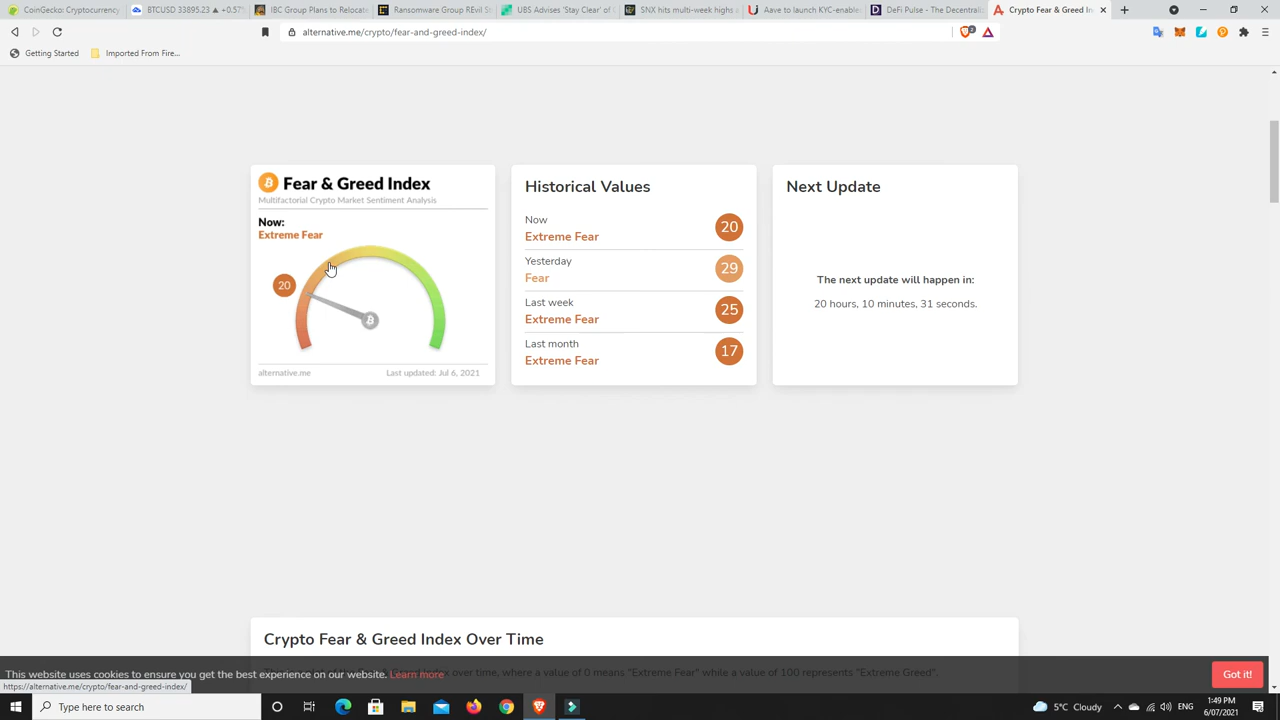 CoinGecko: Cryptocurrency
BTCUSD 33895.23 ▲ +0.57%
IBC Group Plans to Relocate
Ransomware Group REvil S
UBS Advises 'Stay Clear' of
SNX hits multi-week highs
Aave to launch KYC-enable
DeFi Pulse - The Decentrali
Crypto Fear & Greed In
alternative.me/crypto/fear-and-greed-index/
Getting Started
Imported From Fire...
Fear & Greed Index
Multifactorial Crypto Market Sentiment Analysis
Now:
Extreme Fear
20
alternative.me
Last updated: Jul 6, 2021
Historical Values
Now
Extreme Fear
20
Yesterday
Fear
29
Last week
Extreme Fear
25
Last month
Extreme Fear
17
Next Update
The next update will happen in:
20 hours, 10 minutes, 31 seconds.
Crypto Fear & Greed Index Over Time
over time, where a value of 0 means "Extreme Fear" while a value of 100 represents "Extreme Greed".
This website uses cookies to ensure you get the best experience on our website. Learn more
Got it!
https://alternative.me/crypto/fear-and-greed-index/
Type here to search
5°C Cloudy
ENG
1:49 PM
6/07/2021